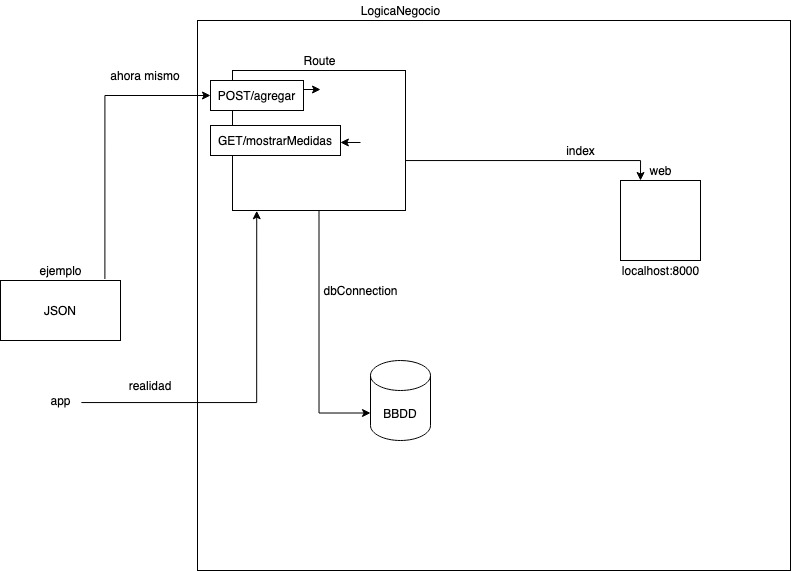 LogicaNegocio
Route
ahora mismo
POST/agregar
GET/mostrarMedidas
index
web
localhost:8000
ejemplo
JSON
dbConnection
realidad
app
BBDD